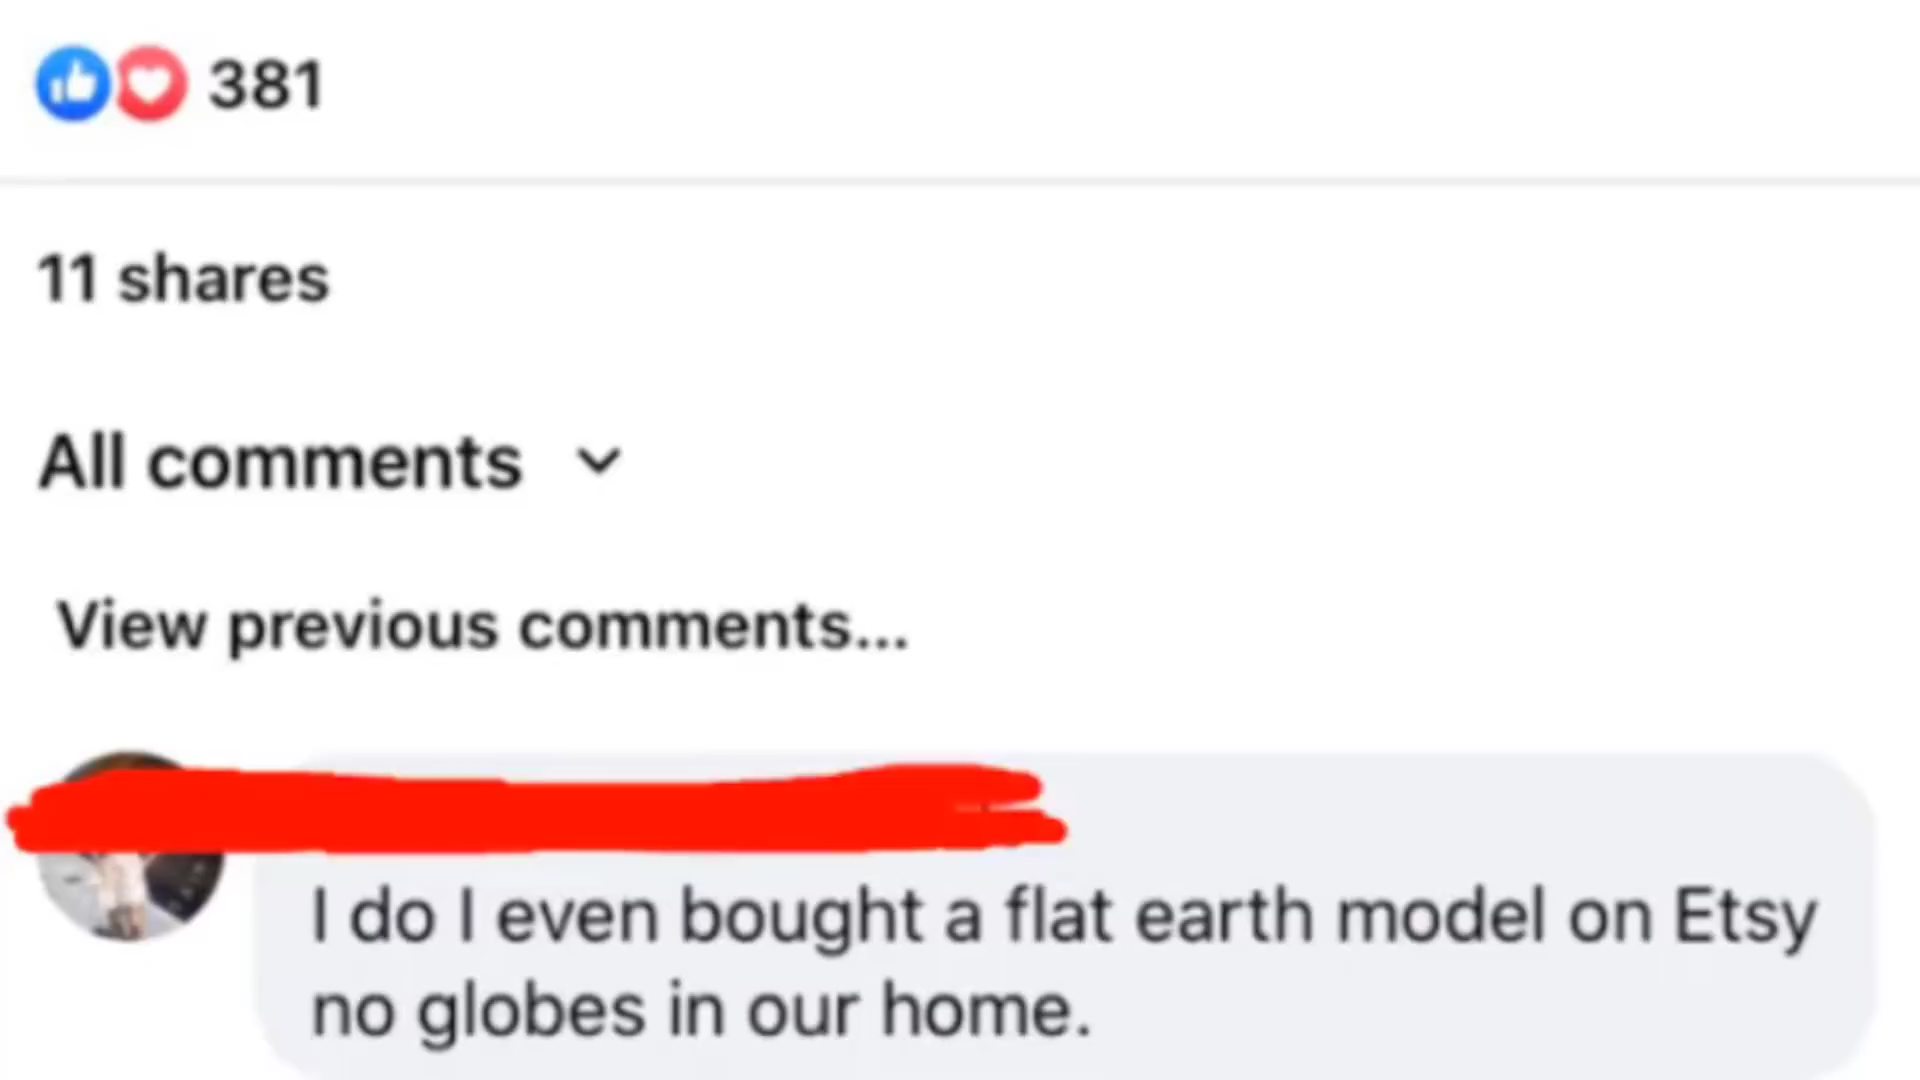 381
11 shares
All comments
View previous comments...
I do I even bought a flat earth model on Etsy
no globes in our home.